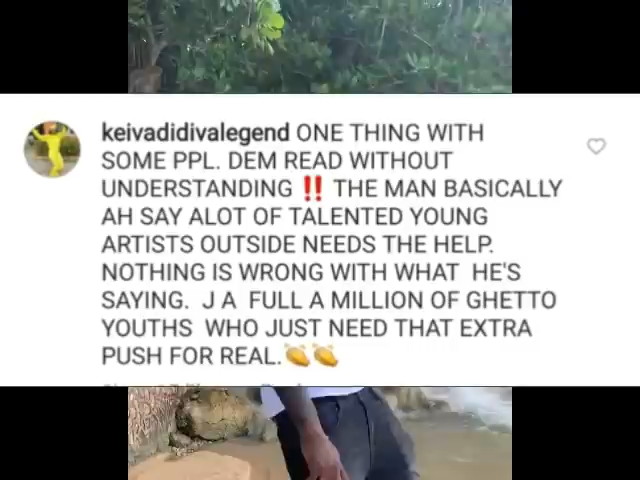 keivadidivalegend ONE THING WITH
SOME PPL. DEM READ WITHOUT
UNDERSTANDING ‼️ THE MAN BASICALLY
AH SAY ALOT OF TALENTED YOUNG
ARTISTS OUTSIDE NEEDS THE HELP.
NOTHING IS WRONG WITH WHAT HE'S
SAYING. J A FULL A MILLION OF GHETTO
YOUTHS WHO JUST NEED THAT EXTRA
PUSH FOR REAL.👏👏